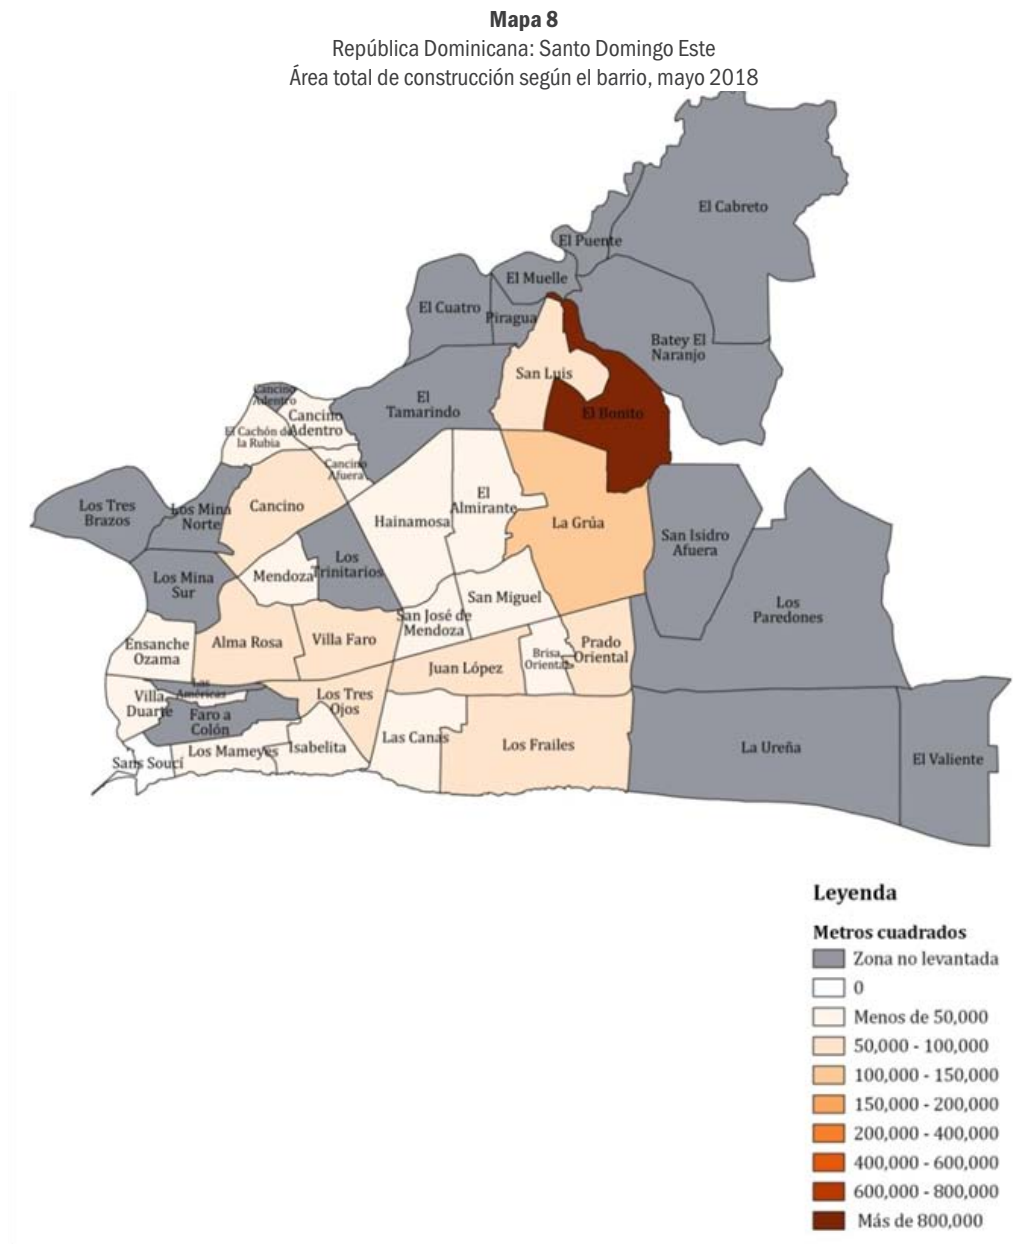 Mapa 8
República Dominicana: Santo Domingo Este
Área total de construcción según el barrio, mayo 2018
El Cabreto
El Puente
El Muelle
El Cuatro
Piragua
Batey El
Naranjo
San Luis
El
Tamarindo
El Bonito
Cancino
Adentro
Cancino
Adentro
El Cachón de
la Rubia
Cancino
Afuera
Los Tres
Brazos
Los Mina
Norte
Cancino
Hainamosa
El
Almirante
La Grúa
San Isidro
Afuera
Los
Paredones
Los Mina
Sur
Mendoza
Los
Trinitarios
San Miguel
San José de
Mendoza
Ensanche
Ozama
Alma Rosa
Villa Faro
Juan López
Brisa
Oriental
Prado
Oriental
Las
Américas
Villa
Duarte
Faro a
Colón
Los Tres
Ojos
Los Mameyes
Isabelita
Las Canas
Los Frailes
La Ureña
El Valiente
Sans Soucí
Leyenda
Metros cuadrados
Zona no levantada
0
Menos de 50,000
50,000 - 100,000
100,000 - 150,000
150,000 - 200,000
200,000 - 400,000
400,000 - 600,000
600,000 - 800,000
Más de 800,000